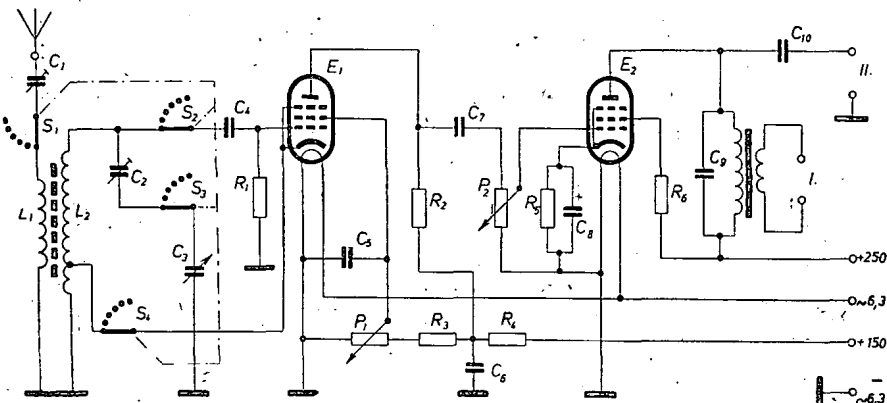 C₁
S₁
L₁
L₂
C₂
S₂
S₃
C₃
S₄
C₄
R₁
E₁
C₅
P₁
R₂
R₃
C₆
C₇
P₂
R₄
R₅
C₈
E₂
R₆
C₉
C₁₀
II.
I.
+250
~6,3
+150
–
~6,3